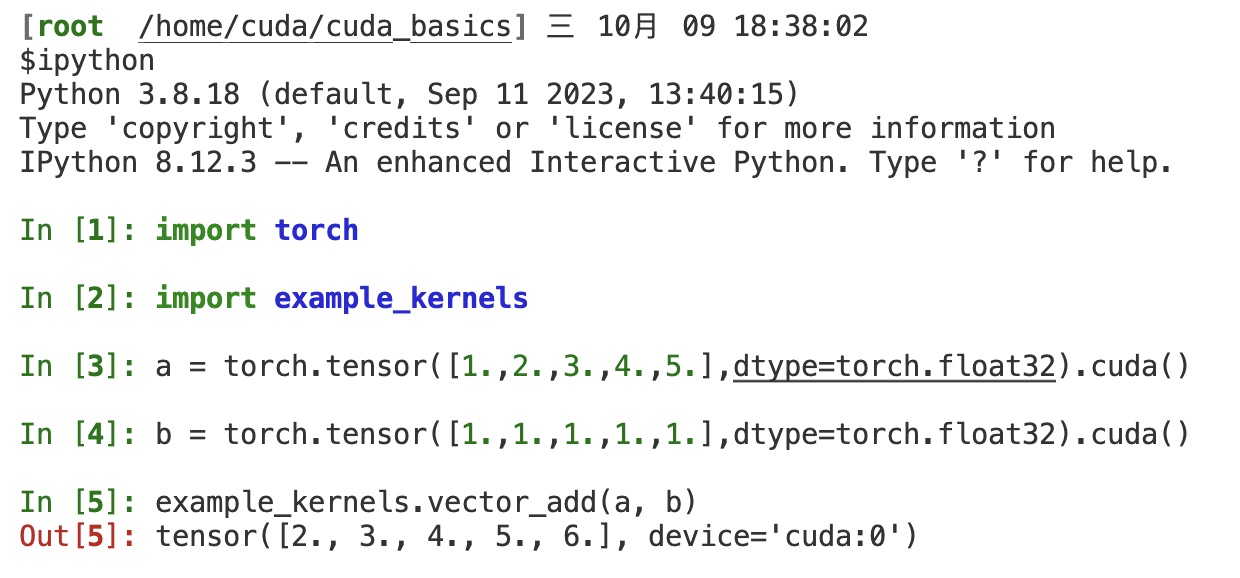 [root  /home/cuda/cuda_basics] 三 10月 09 18:38:02
$ipython
Python 3.8.18 (default, Sep 11 2023, 13:40:15)
Type 'copyright', 'credits' or 'license' for more information
IPython 8.12.3 -- An enhanced Interactive Python. Type '?' for help.
In [1]: import torch
In [2]: import example_kernels
In [3]: a = torch.tensor([1.,2.,3.,4.,5.],dtype=torch.float32).cuda()
In [4]: b = torch.tensor([1.,1.,1.,1.,1.],dtype=torch.float32).cuda()
In [5]: example_kernels.vector_add(a, b)
Out[5]: tensor([2., 3., 4., 5., 6.], device='cuda:0')